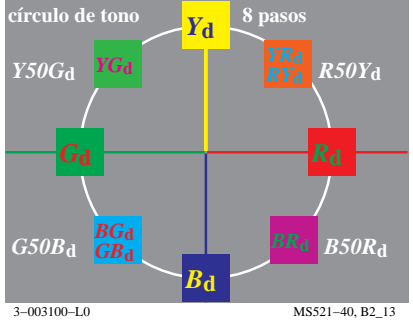 círculo de tono Yd 8 pasos
Y50Gd YGd YRd RYd R50Yd
Gd Rd
G50Bd BGd GBd BRd B50Rd
Bd
3–003100–L0 MS521–40, B2_13